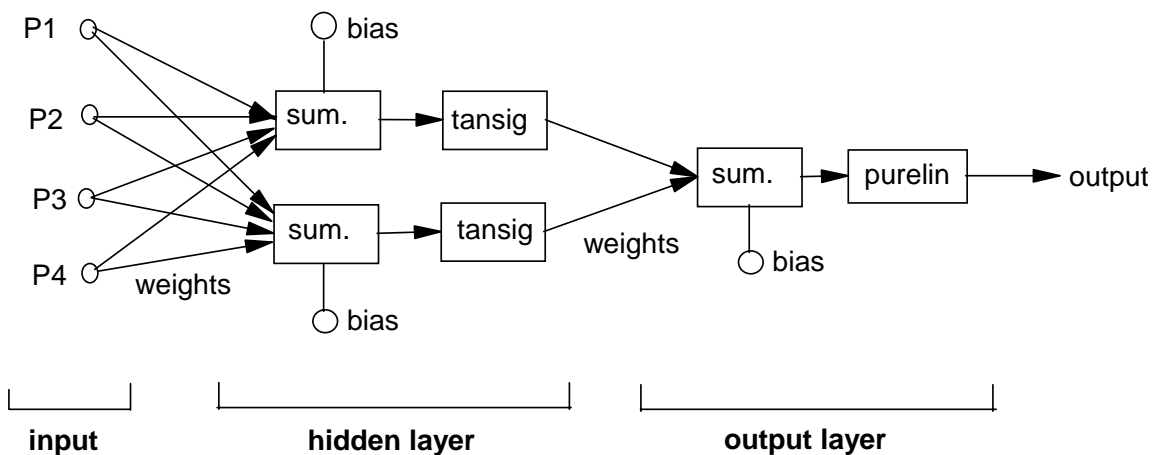 P1
bias
P2
sum.
tansig
P3
sum.
purelin
output
sum.
tansig
weights
P4
weights
bias
bias
input
hidden layer
output layer